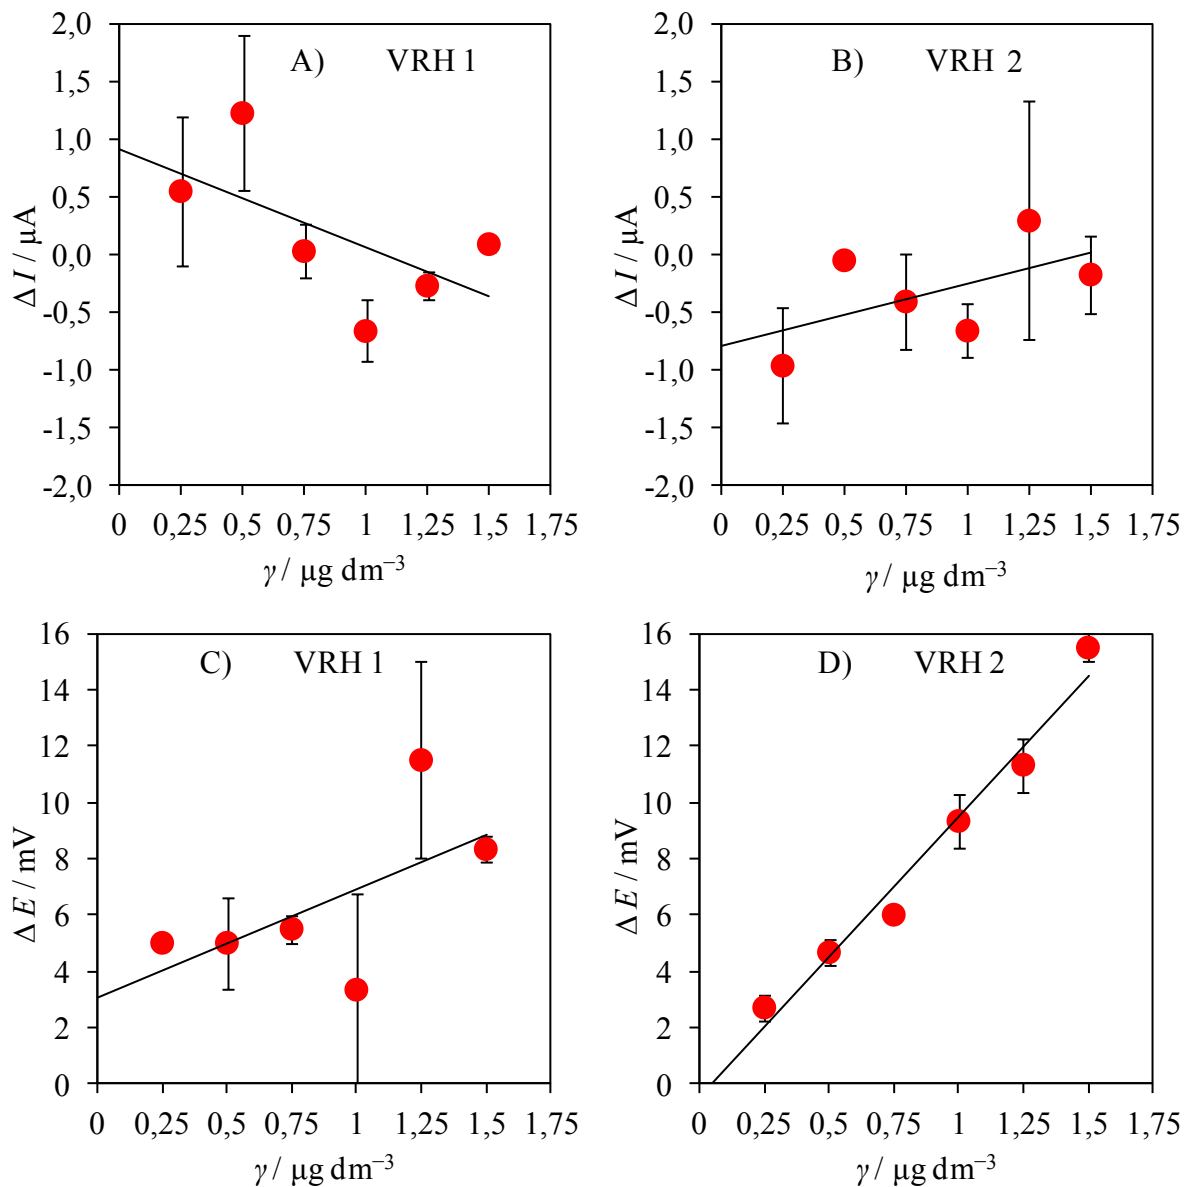 A) VRH 1
2,0
1,5
1,0
0,5
0,0
-0,5
-1,0
-1,5
-2,0
Δ I / µA
0 0,25 0,5 0,75 1 1,25 1,5 1,75
γ / µg dm⁻³
B) VRH 2
2,0
1,5
1,0
0,5
0,0
-0,5
-1,0
-1,5
-2,0
Δ I / µA
0 0,25 0,5 0,75 1 1,25 1,5 1,75
γ / µg dm⁻³
C) VRH 1
16
14
12
10
8
6
4
2
0
Δ E / mV
0 0,25 0,5 0,75 1 1,25 1,5 1,75
γ / µg dm⁻³
D) VRH 2
16
14
12
10
8
6
4
2
0
Δ E / mV
0 0,25 0,5 0,75 1 1,25 1,5 1,75
γ / µg dm⁻³